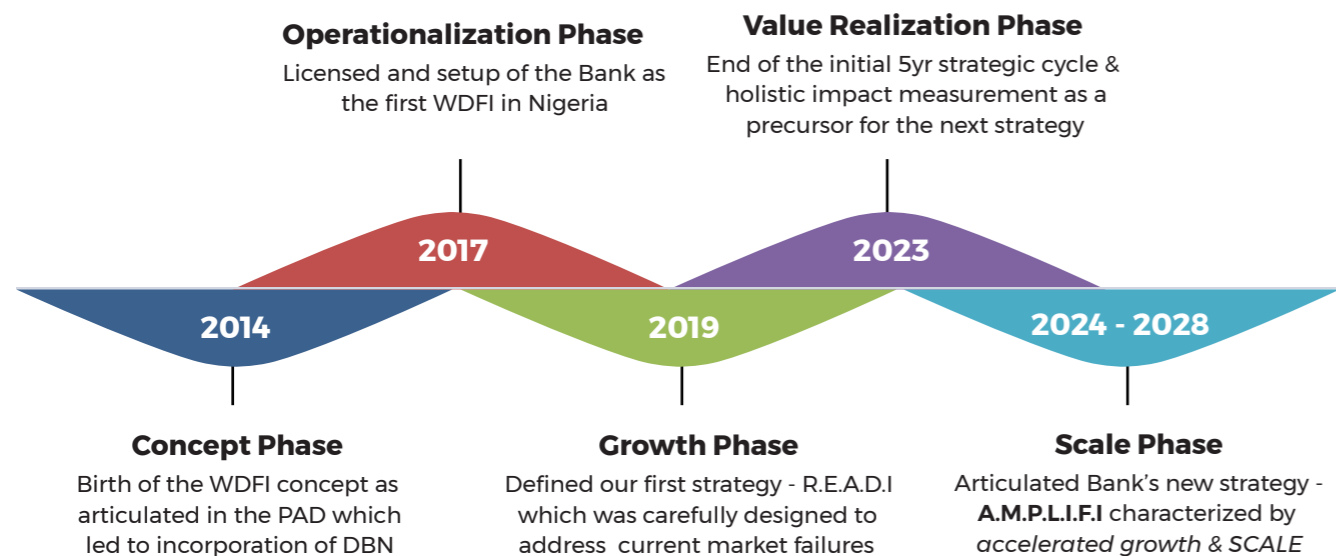 Operationalization Phase
Licensed and setup of the Bank as
the first WDFI in Nigeria
Value Realization Phase
End of the initial 5yr strategic cycle &
holistic impact measurement as a
precursor for the next strategy
2017
2023
2014
2019
2024 - 2028
Concept Phase
Birth of the WDFI concept as
articulated in the PAD which
led to incorporation of DBN
Growth Phase
Defined our first strategy - R.E.A.D.I
which was carefully designed to
address current market failures
Scale Phase
Articulated Bank's new strategy -
A.M.P.L.I.F.I characterized by
accelerated growth & SCALE